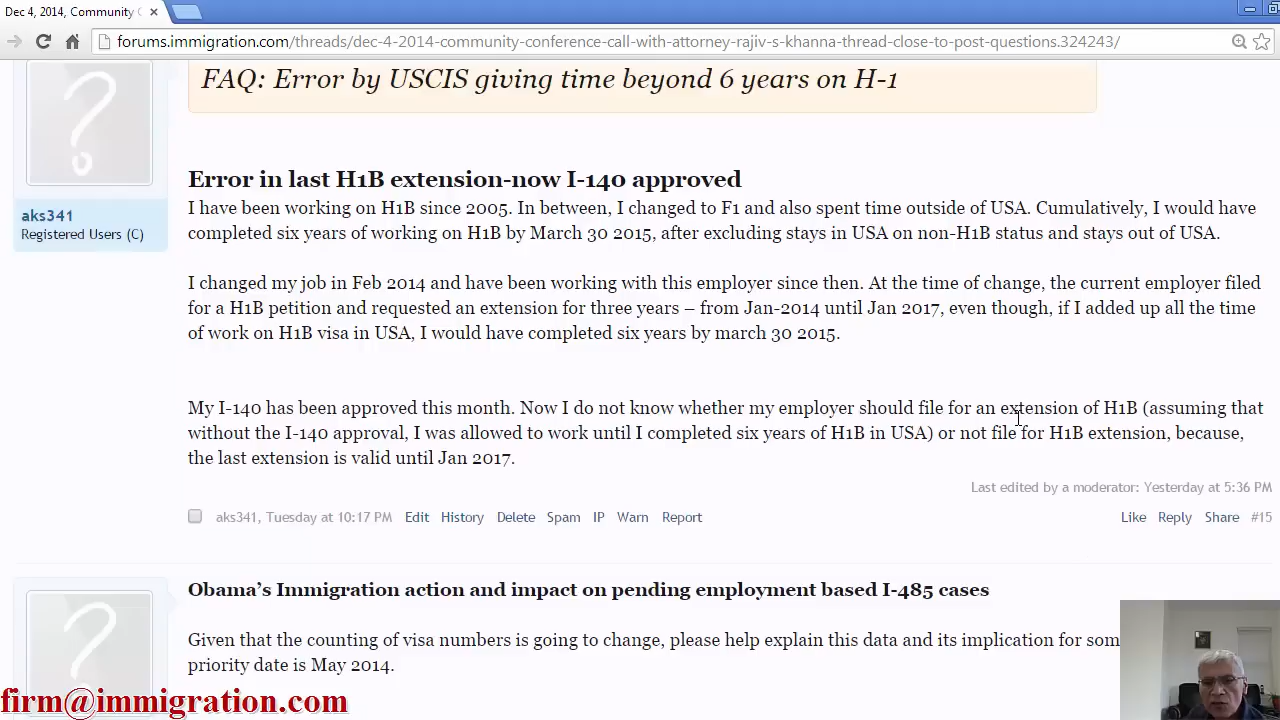 Dec 4, 2014, Community C
forums.immigration.com/threads/dec-4-2014-community-conference-call-with-attorney-rajiv-s-khanna-thread-close-to-post-questions.324243/
FAQ: Error by USCIS giving time beyond 6 years on H-1
Error in last H1B extension-now I-140 approved
aks341
Registered Users (C)
I have been working on H1B since 2005. In between, I changed to F1 and also spent time outside of USA. Cumulatively, I would have
completed six years of working on H1B by March 30 2015, after excluding stays in USA on non-H1B status and stays out of USA.
I changed my job in Feb 2014 and have been working with this employer since then. At the time of change, the current employer filed
for a H1B petition and requested an extension for three years – from Jan-2014 until Jan 2017, even though, if I added up all the time
of work on H1B visa in USA, I would have completed six years by march 30 2015.
My I-140 has been approved this month. Now I do not know whether my employer should file for an extension of H1B (assuming that
without the I-140 approval, I was allowed to work until I completed six years of H1B in USA) or not file for H1B extension, because,
the last extension is valid until Jan 2017.
Last edited by a moderator: Yesterday at 5:36 PM
aks341, Tuesday at 10:17 PM Edit History Delete Spam IP Warn Report Like Reply Share #15
Obama's Immigration action and impact on pending employment based I-485 cases
Given that the counting of visa numbers is going to change, please help explain this data and its implication for som
priority date is May 2014.
firm@immigration.com